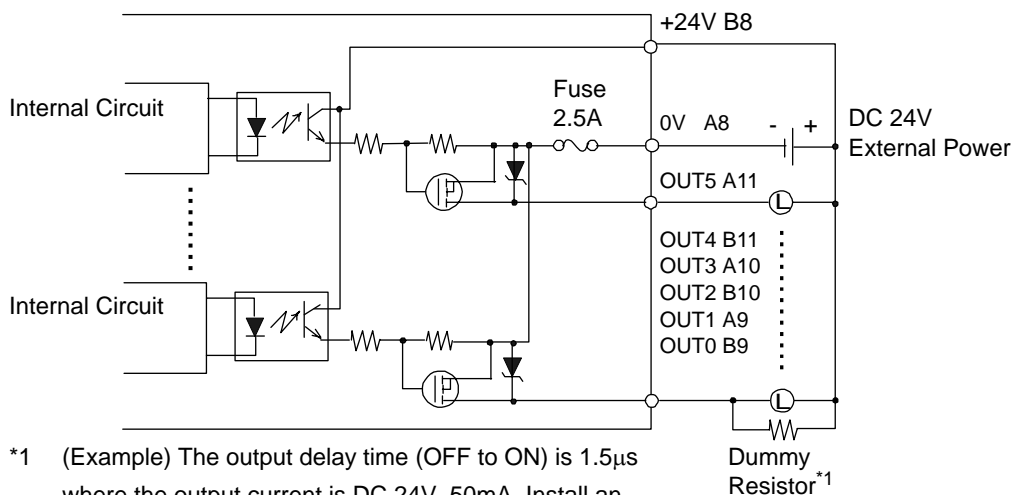 +24V B8
Internal Circuit
Fuse
2.5A
0V A8
- +
DC 24V
External Power
OUT5 A11
L
OUT4 B11
OUT3 A10
OUT2 B10
OUT1 A9
OUT0 B9
Internal Circuit
L
Dummy
Resistor*1
*1 (Example) The output delay time (OFF to ON) is 1.5μs
where the output current is DC 24V, 50mA. Install an